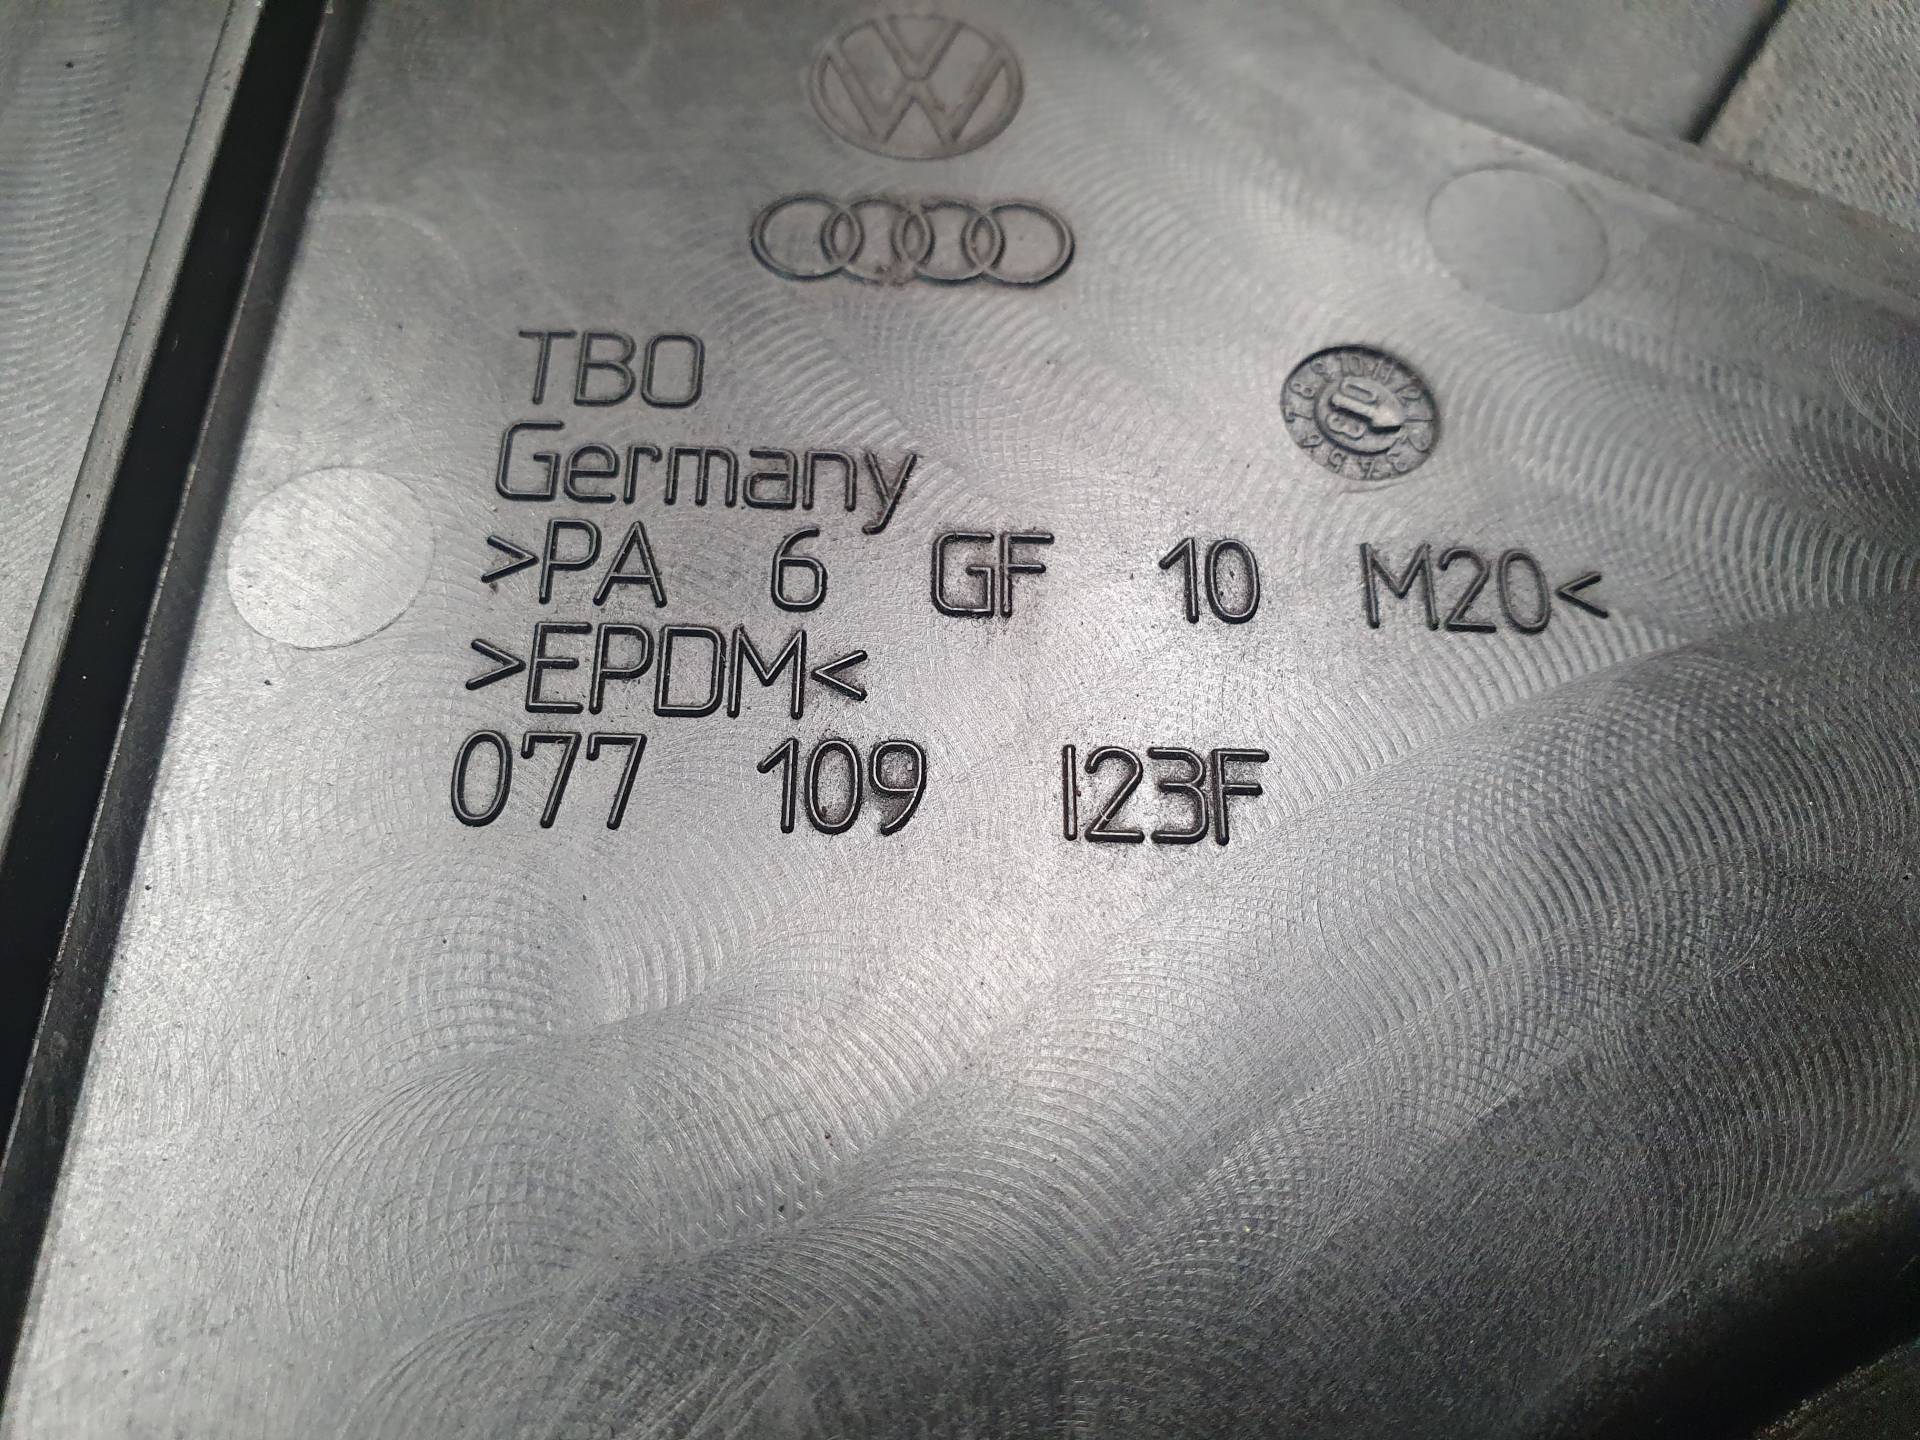 TBO
Germany
>PA 6 GF 10 M20<
>EPDM<
077 109 123F